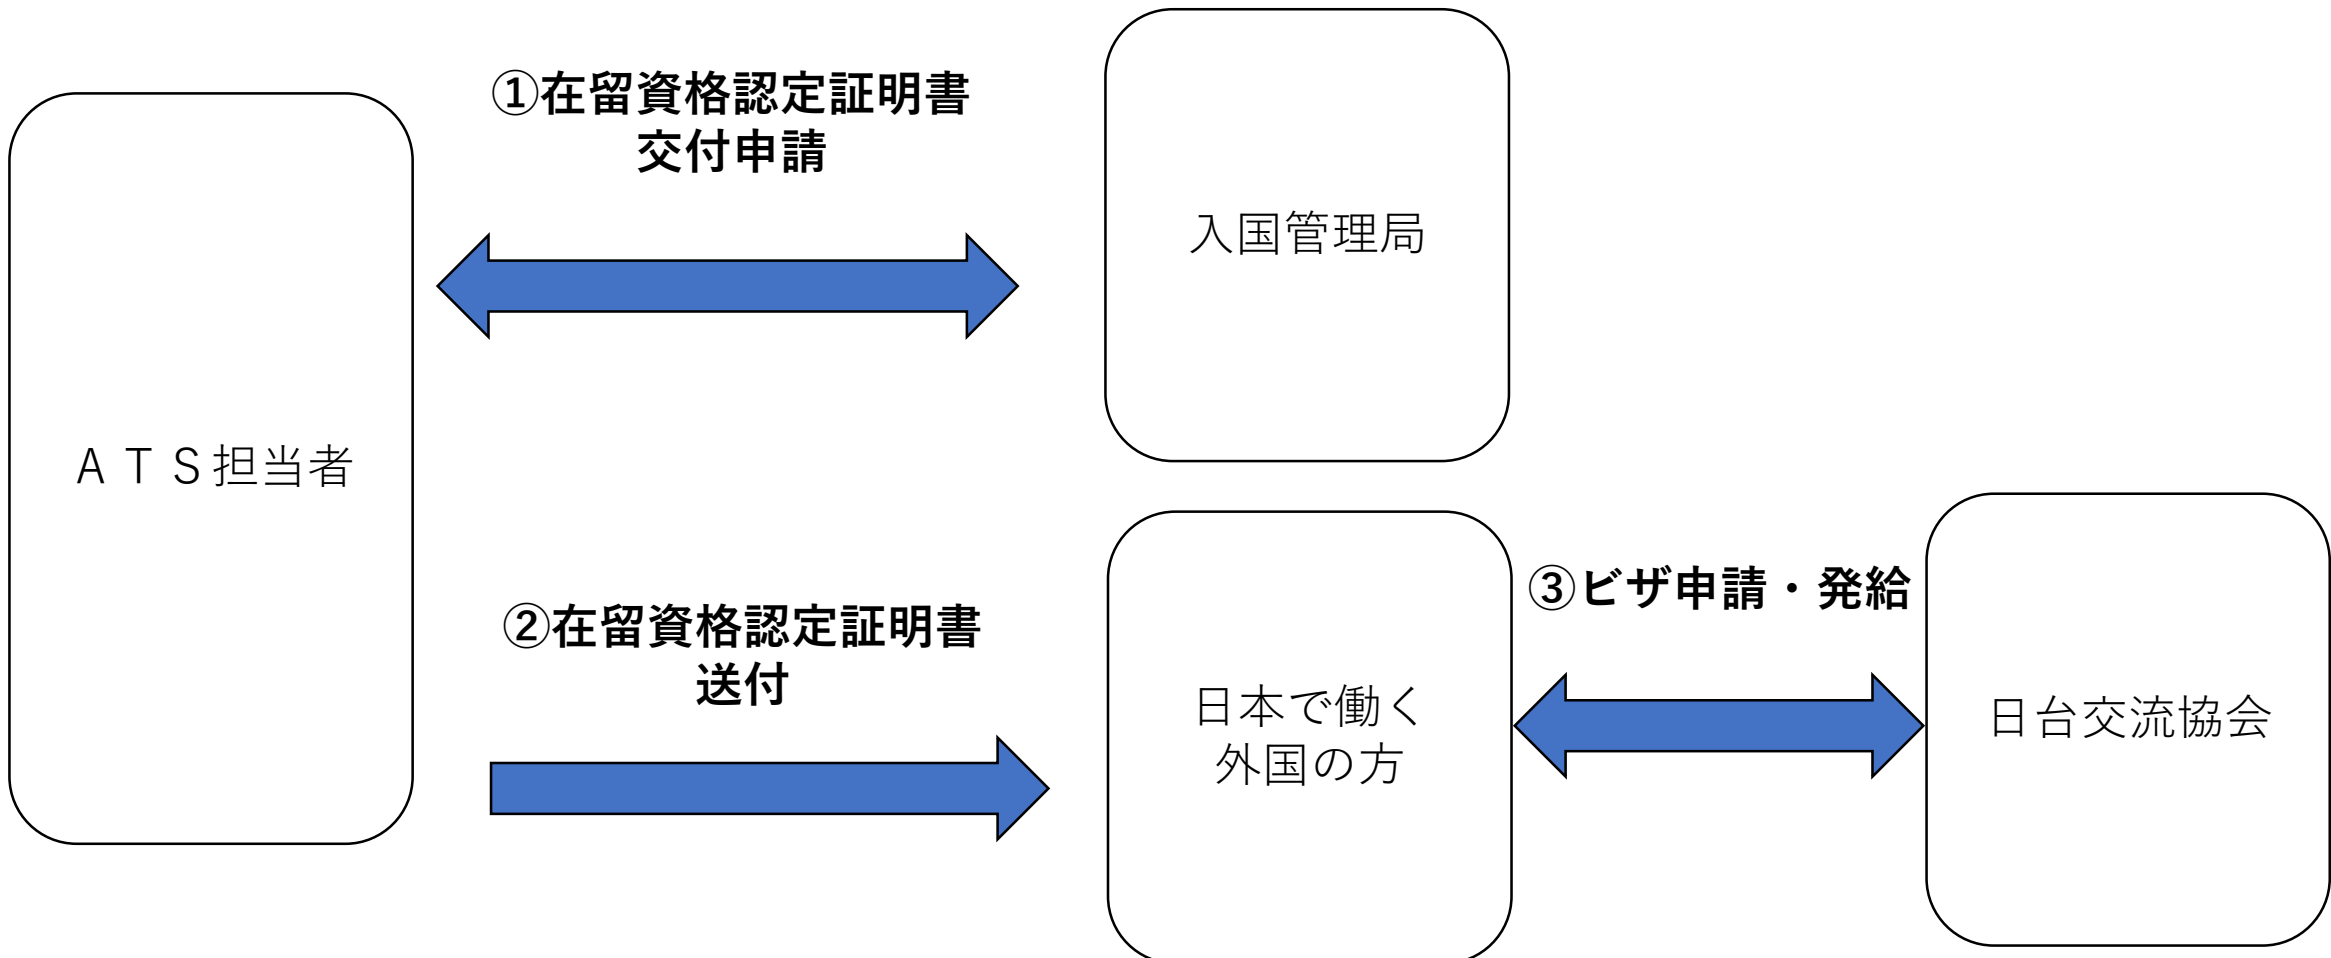 ①在留資格認定証明書
交付申請
入国管理局
ＡＴＳ担当者
②在留資格認定証明書
送付
日本で働く
外国の方
③ビザ申請・発給
日台交流協会